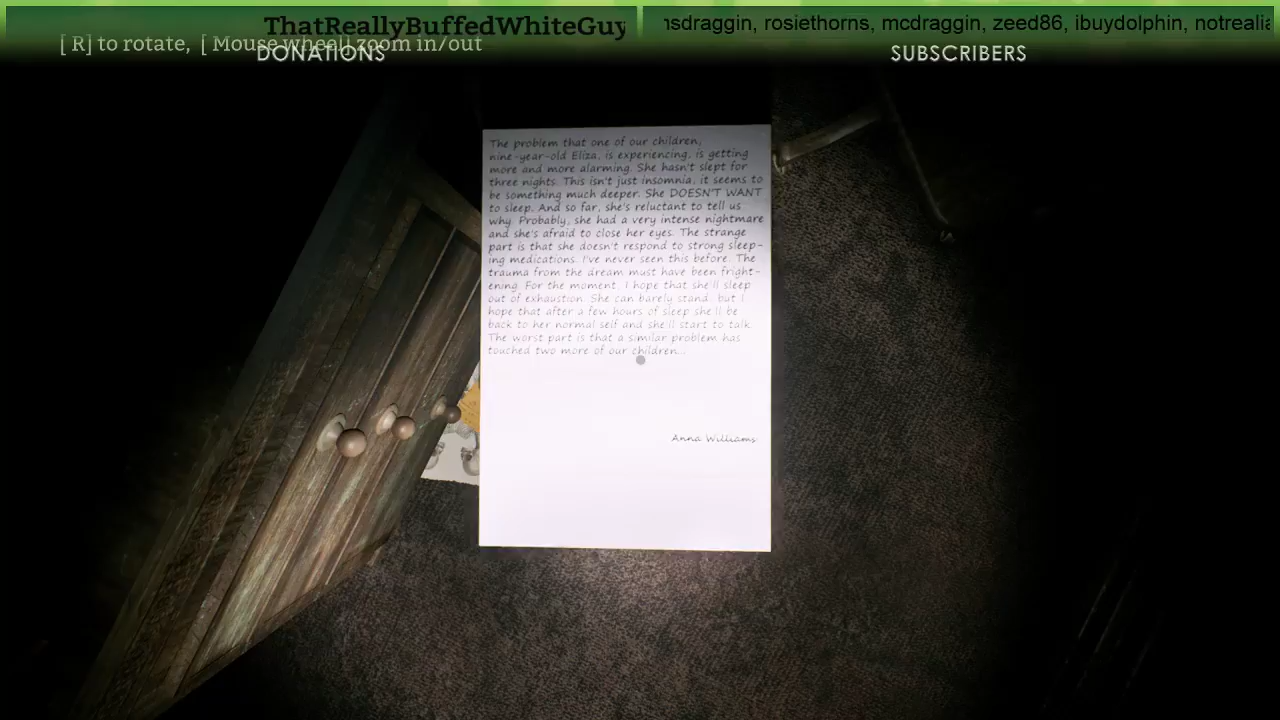 ThatReallyBuffedWhiteGuy
nsdraggin, rosiethorns, mcdraggin, zeed86, ibuydolphin, notrealia
[ R] to rotate, [ Mouse wheel] zoom in/out
DONATIONS
SUBSCRIBERS
The problem that one of our children,
nine-year-old Eliza, is experiencing, is getting
more and more alarming. She hasn't slept for
three nights. This isn't just insomnia, it seems to
be something much deeper. She DOESN'T WANT
to sleep. And so far, she's reluctant to tell us
why. Probably, she had a very intense nightmare
and she's afraid to close her eyes. The strange
part is that she doesn't respond to strong sleep-
ing medications. I've never seen this before. The
trauma from the dream must have been fright-
ening. For the moment, I hope that she'll sleep
out of exhaustion. She can barely stand, but I
hope that after a few hours of sleep she'll be
back to her normal self and she'll start to talk.
The worst part is that a similar problem has
touched two more of our children...
Anna Williams